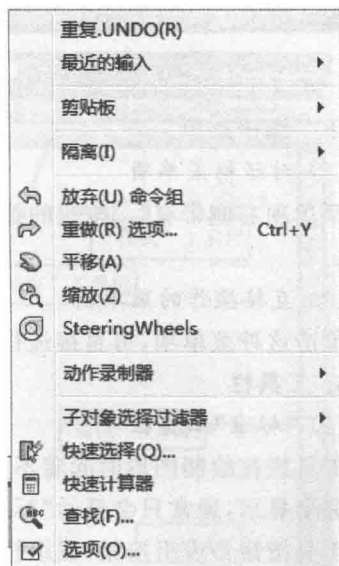 重复.UNDO(R)
最近的输入
剪贴板
隔离(I)
放弃(U) 命令组
重做(R) 选项... Ctrl+Y
平移(A)
缩放(Z)
SteeringWheels
动作录制器
子对象选择过滤器
快速选择(Q)...
快速计算器
查找(F)...
选项(O)...